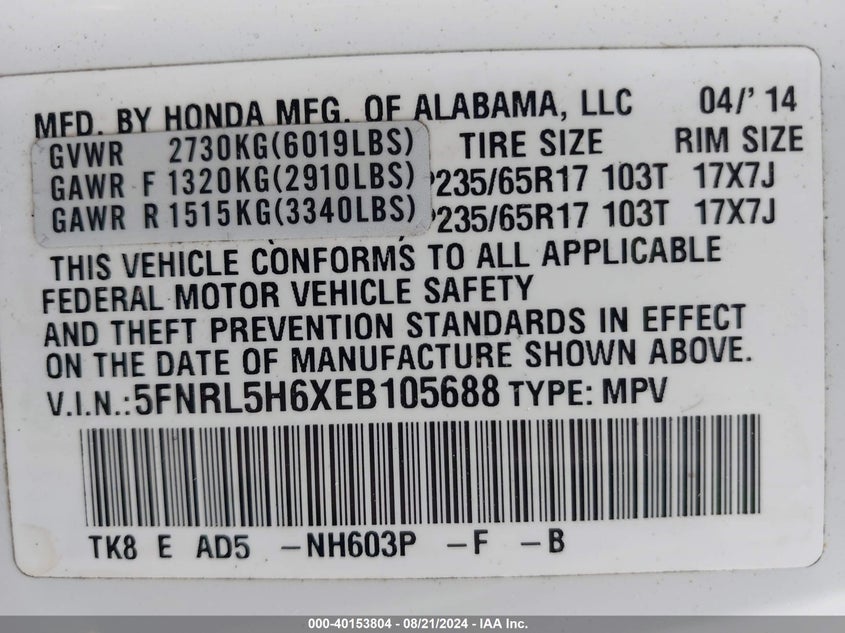 MFD. BY HONDA MFG. OF ALABAMA, LLC 04/' 14
GVWR 2730KG(6019LBS) TIRE SIZE RIM SIZE
GAWR F 1320KG(2910LBS) P235/65R17 103T 17X7J
GAWR R 1515KG(3340LBS) P235/65R17 103T 17X7J
THIS VEHICLE CONFORMS TO ALL APPLICABLE
FEDERAL MOTOR VEHICLE SAFETY
AND THEFT PREVENTION STANDARDS IN EFFECT
ON THE DATE OF MANUFACTURE SHOWN ABOVE.
V.I.N.:5FNRL5H6XEB105688 TYPE: MPV
TK8 E AD5 -NH603P -F -B
000-40153804 - 08/21/2024 - IAA Inc.